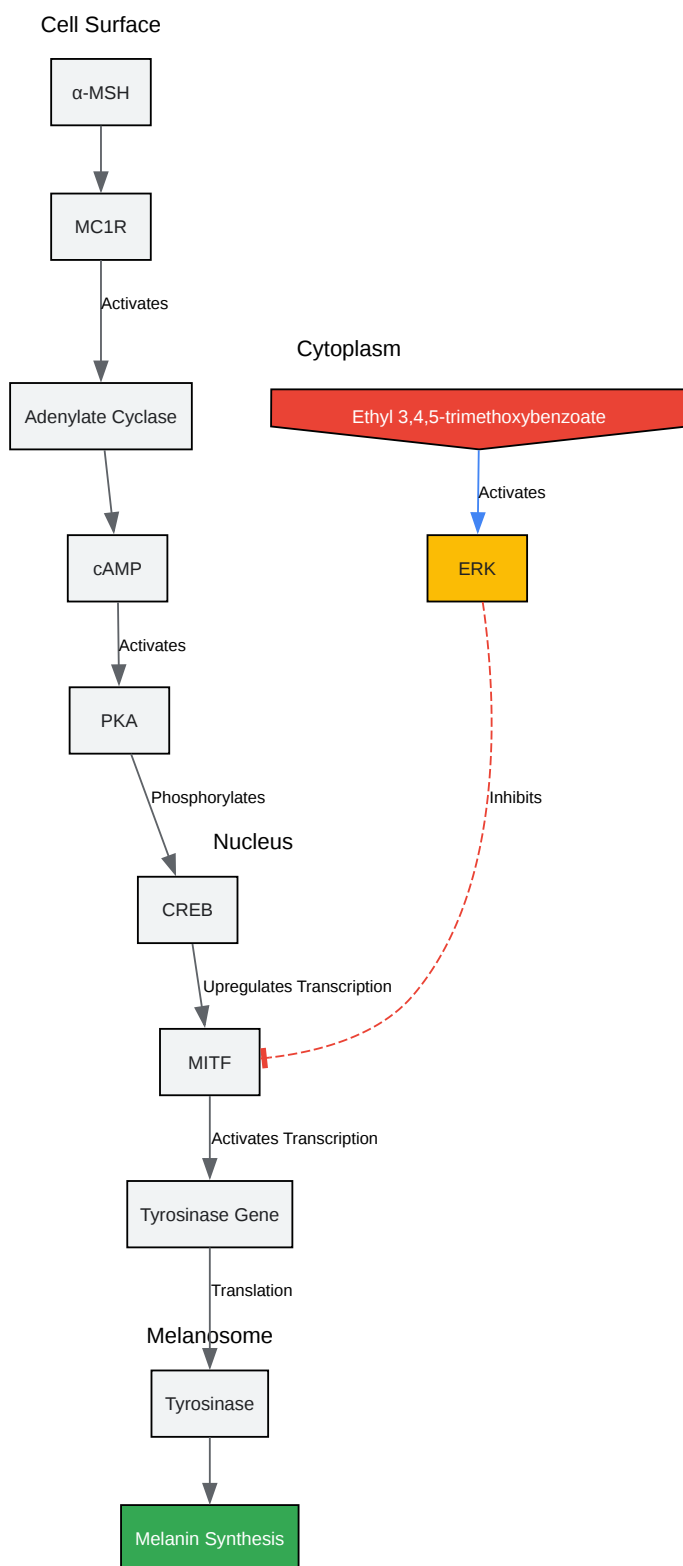 Cell Surface
α-MSH
MC1R
Activates
Cytoplasm
Adenylate Cyclase
Ethyl 3,4,5-trimethoxybenzoate
Activates
cAMP
ERK
Activates
PKA
Phosphorylates
Inhibits
Nucleus
CREB
Upregulates Transcription
MITF
Activates Transcription
Tyrosinase Gene
Translation
Melanosome
Tyrosinase
Melanin Synthesis